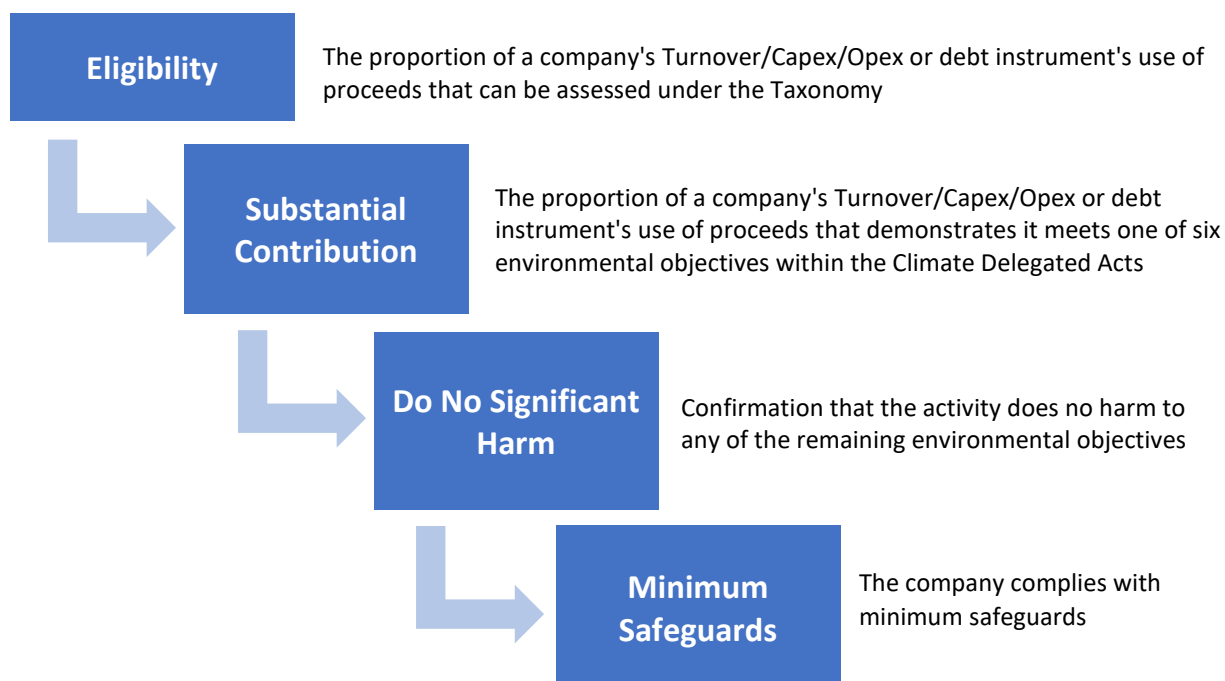 Eligibility
The proportion of a company's Turnover/Capex/Opex or debt instrument's use of
proceeds that can be assessed under the Taxonomy
Substantial
Contribution
The proportion of a company's Turnover/Capex/Opex or debt
instrument's use of proceeds that demonstrates it meets one of six
environmental objectives within the Climate Delegated Acts
Do No Significant
Harm
Confirmation that the activity does no harm to
any of the remaining environmental objectives
Minimum
Safeguards
The company complies with
minimum safeguards